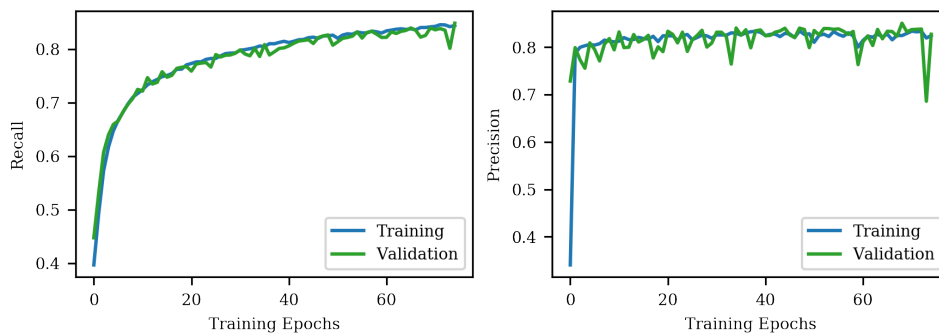 Recall
0.8
0.7
0.6
0.5
0.4
0 20 40 60
Training Epochs
Training
Validation
Precision
0.8
0.7
0.6
0.5
0.4
0 20 40 60
Training Epochs
Training
Validation